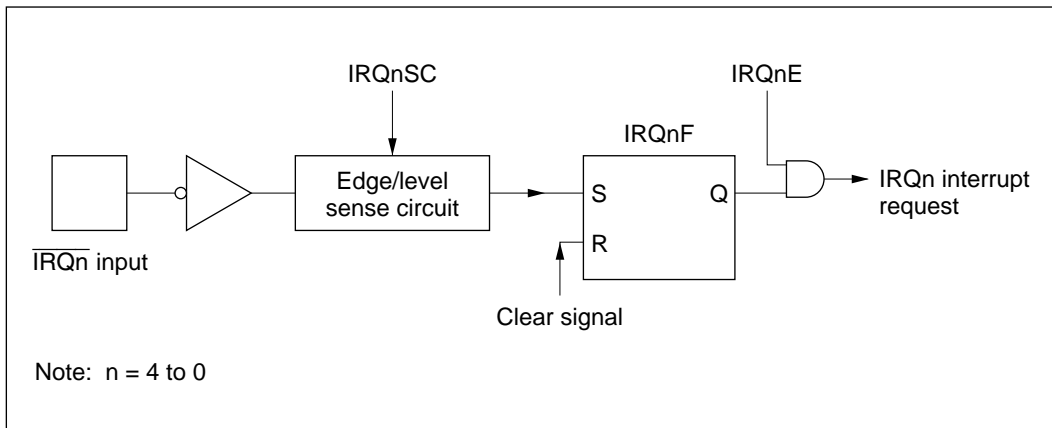 IRQnSC
IRQnE
IRQnF
Edge/level
sense circuit
S
Q
R
IRQn interrupt
request
IRQn input
Clear signal
Note: n = 4 to 0